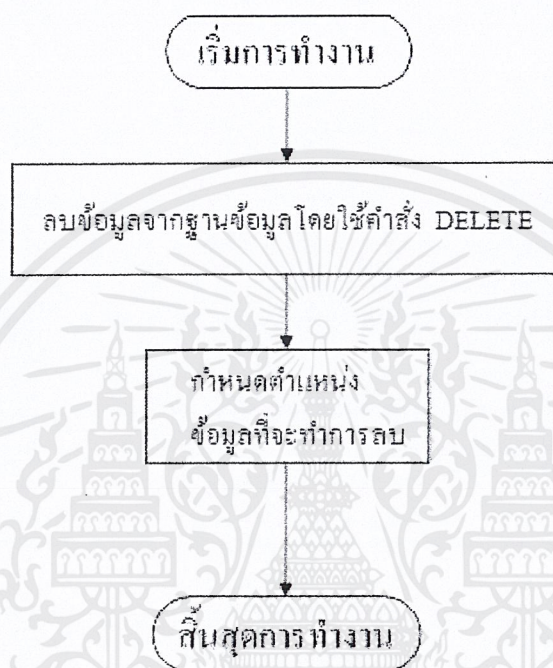 เริ่มการทำงาน
ลบข้อมูลจากฐานข้อมูลโดยใช้คำสั่ง DELETE
กำหนดตำแหน่ง
ข้อมูลที่จะทำการลบ
สิ้นสุดการทำงาน